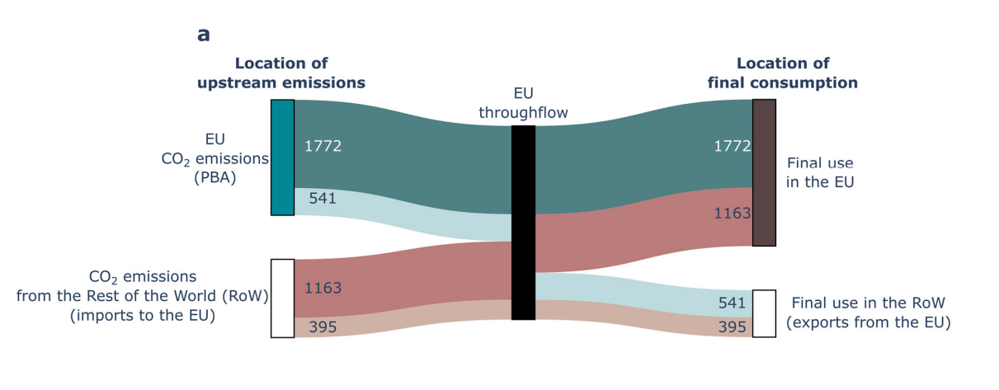 a
Location of
upstream emissions
EU
CO₂ emissions
(PBA)
1772
541
CO₂ emissions
from the Rest of the World (RoW)
(imports to the EU)
1163
395
EU
throughflow
Location of
final consumption
1772
1163
Final use
in the EU
541
395
Final use in the RoW
(exports from the EU)